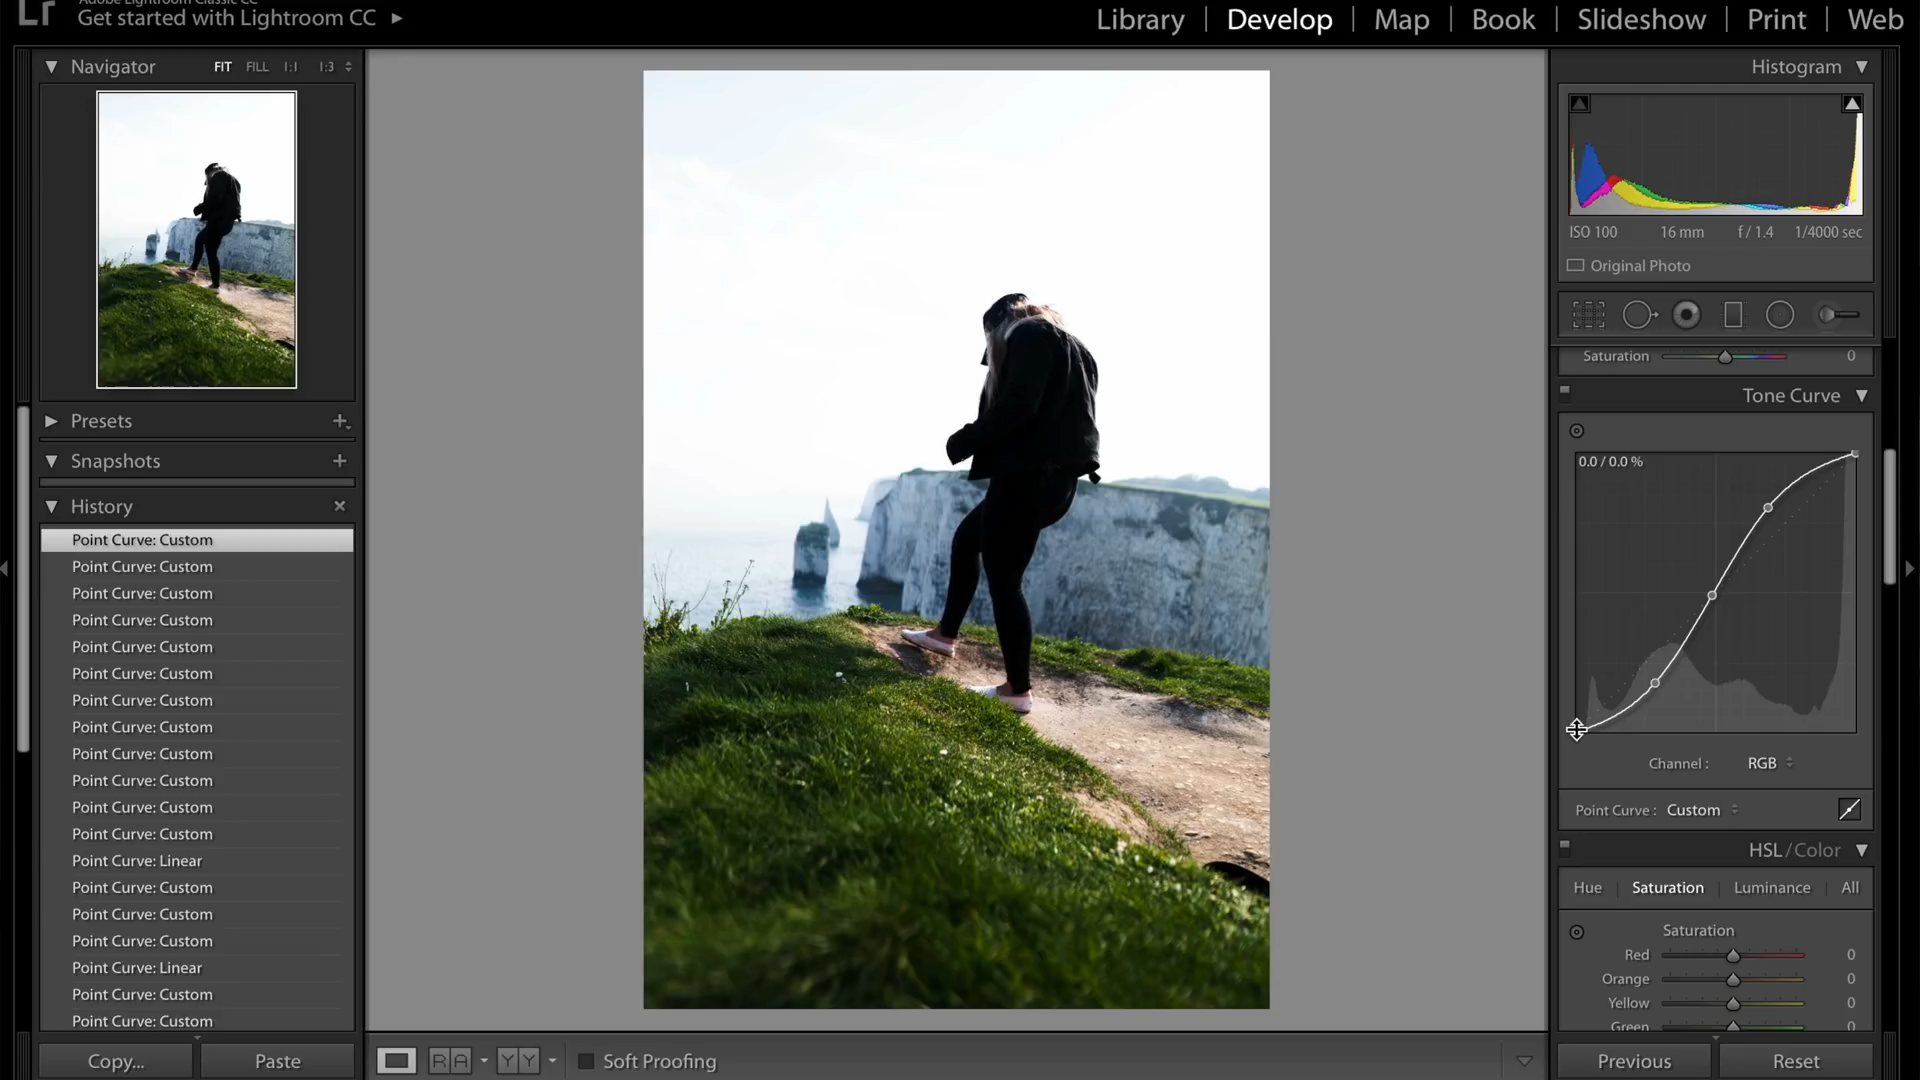 Lr
Adobe Lightroom Classic CC
Get started with Lightroom CC
Library | Develop | Map | Book | Slideshow | Print | Web
Navigator FIT FILL 1:1 1:3
Presets
Snapshots
History
Point Curve: Custom
Point Curve: Custom
Point Curve: Custom
Point Curve: Custom
Point Curve: Custom
Point Curve: Custom
Point Curve: Custom
Point Curve: Custom
Point Curve: Custom
Point Curve: Custom
Point Curve: Custom
Point Curve: Custom
Point Curve: Linear
Point Curve: Custom
Point Curve: Custom
Point Curve: Custom
Point Curve: Linear
Point Curve: Custom
Point Curve: Custom
Copy... Paste
R A Y Y Soft Proofing
Histogram
ISO 100 16 mm f / 1.4 1/4000 sec
Original Photo
Saturation 0
Tone Curve
0.0 / 0.0 %
Channel : RGB
Point Curve : Custom
HSL / Color
Hue Saturation Luminance All
Saturation
Red 0
Orange 0
Yellow 0
Green 0
Previous Reset